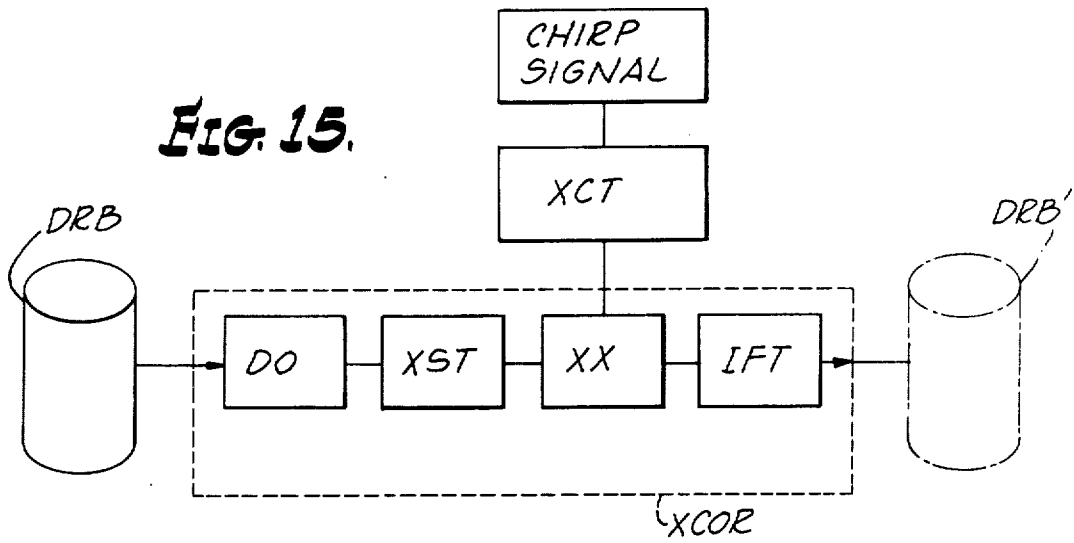 CHIRP
SIGNAL
FIG. 15.
XCT
DRB
DRB'
DO
XST
XX
IFT
XCOR